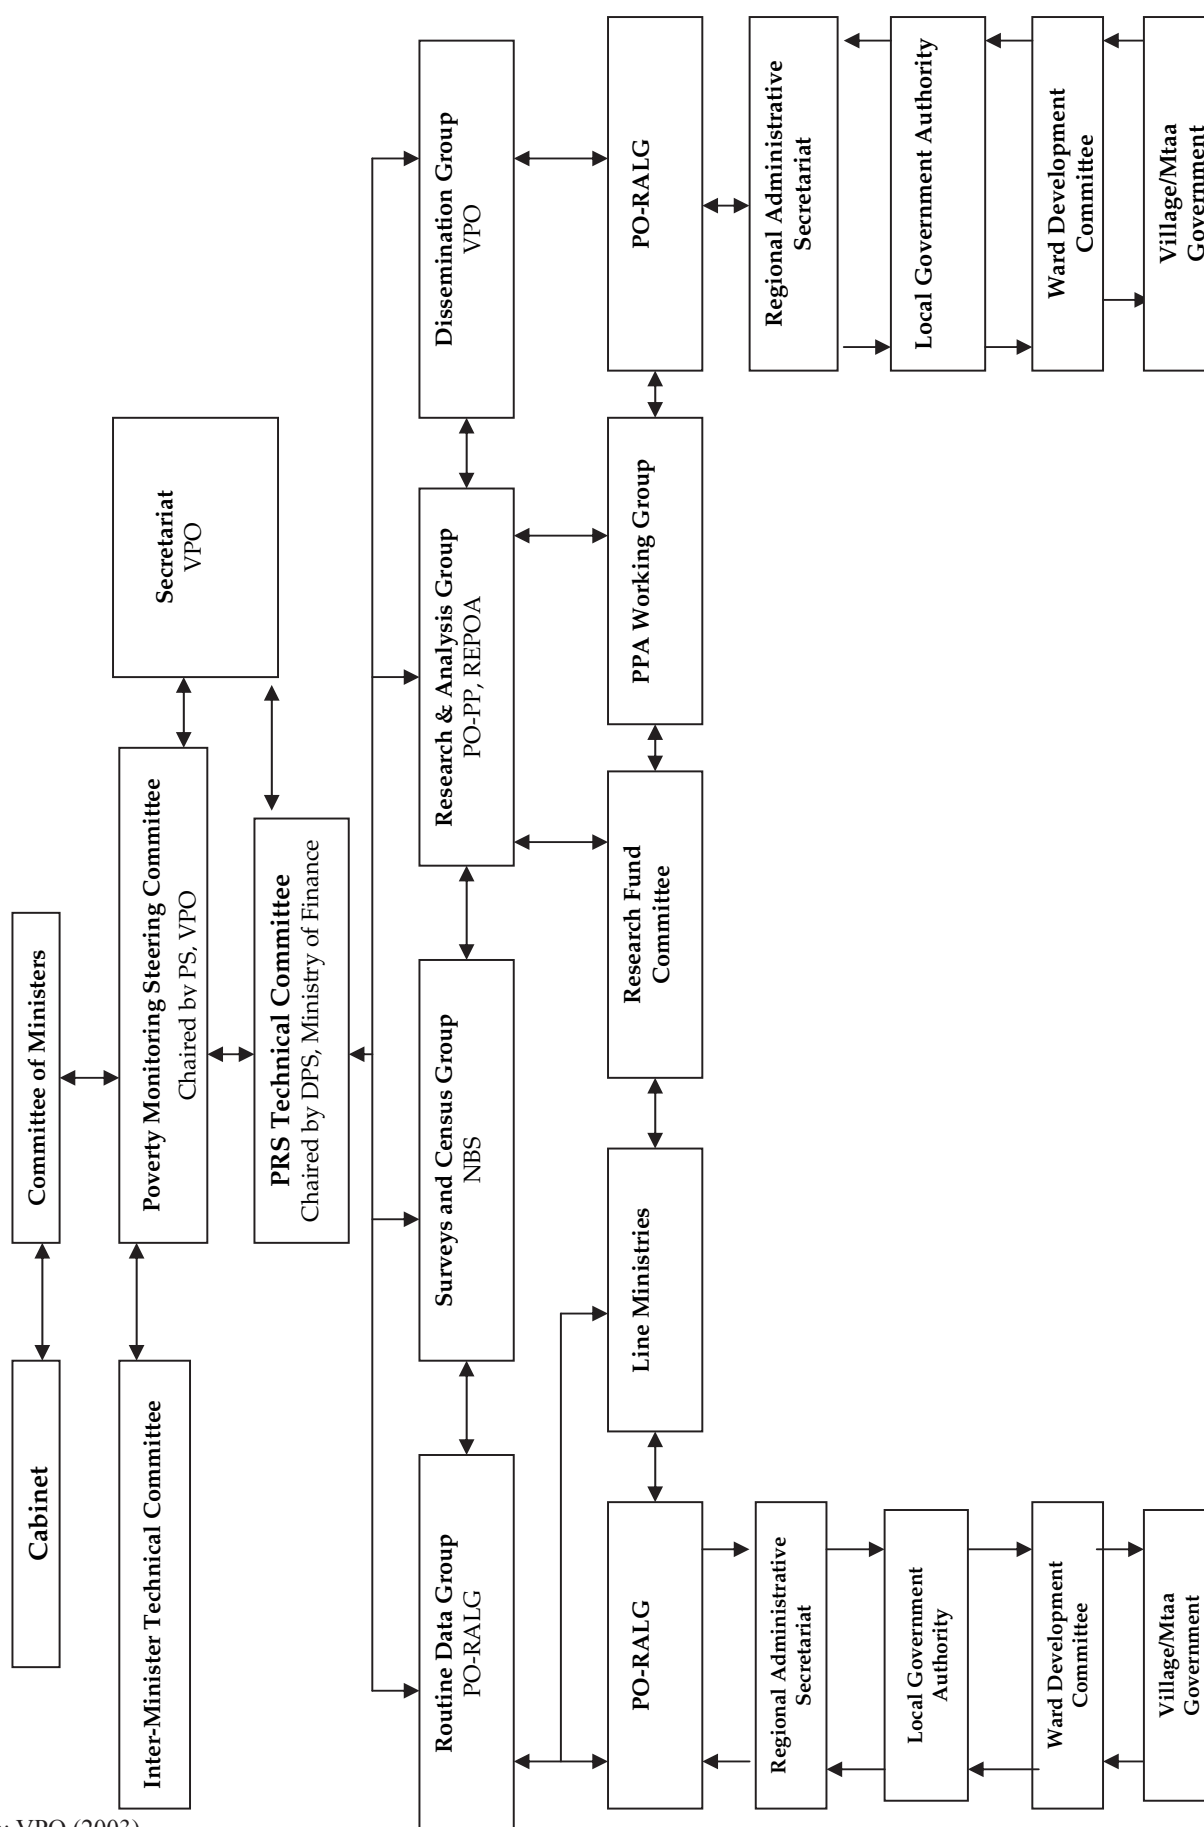 Cabinet
Committee of Ministers
Inter-Minister Technical Committee
Poverty Monitoring Steering Committee
Chaired by PS, VPO
Secretariat
VPO
PRS Technical Committee
Chaired by DPS, Ministry of Finance
Routine Data Group
PO-RALG
Surveys and Census Group
NBS
Research & Analysis Group
PO-PP, REPOA
Dissemination Group
VPO
PO-RALG
Line Ministries
Research Fund
Committee
PPA Working Group
PO-RALG
Regional Administrative
Secretariat
Regional Administrative
Secretariat
Local Government
Authority
Local Government Authority
Ward Development
Committee
Ward Development
Committee
Village/Mtaa
Government
Village/Mtaa
Government
VPO (2003)